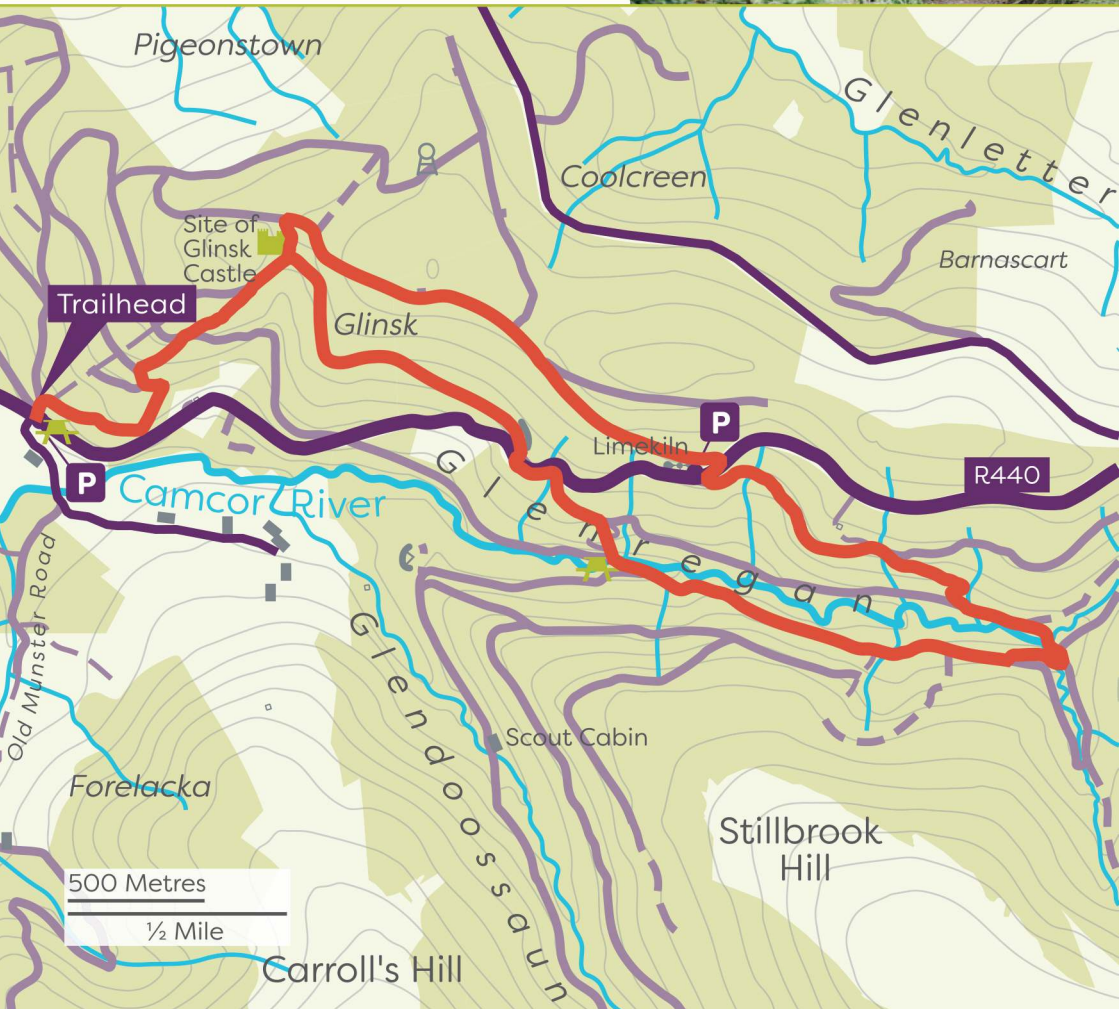 Pigeonstown
Glenletter
Coolcreen
Site of
Glinsk
Castle
Barnascart
Trailhead
Glinsk
P
Limekiln
R440
P
Camcor River
Glenregan
Old Munster Road
Glendoossaun
Scout Cabin
Forelacka
Stillbrook
Hill
500 Metres
½ Mile
Carroll's Hill